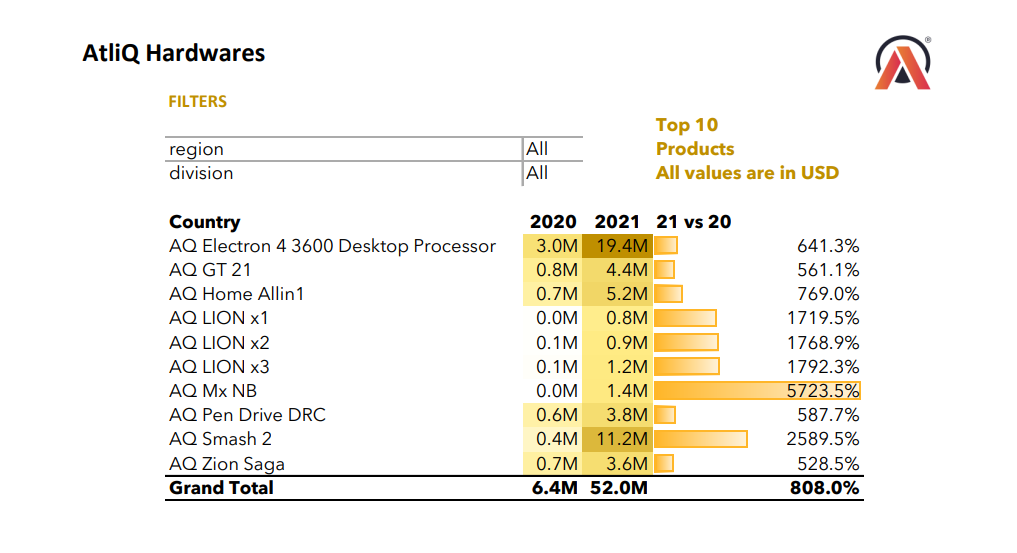 AtliQ Hardwares
®
FILTERS
Top 10
region All Products
division All All values are in USD
Country 2020 2021 21 vs 20
AQ Electron 4 3600 Desktop Processor 3.0M 19.4M 641.3%
AQ GT 21 0.8M 4.4M 561.1%
AQ Home Allin1 0.7M 5.2M 769.0%
AQ LION x1 0.0M 0.8M 1719.5%
AQ LION x2 0.1M 0.9M 1768.9%
AQ LION x3 0.1M 1.2M 1792.3%
AQ Mx NB 0.0M 1.4M 5723.5%
AQ Pen Drive DRC 0.6M 3.8M 587.7%
AQ Smash 2 0.4M 11.2M 2589.5%
AQ Zion Saga 0.7M 3.6M 528.5%
Grand Total 6.4M 52.0M 808.0%